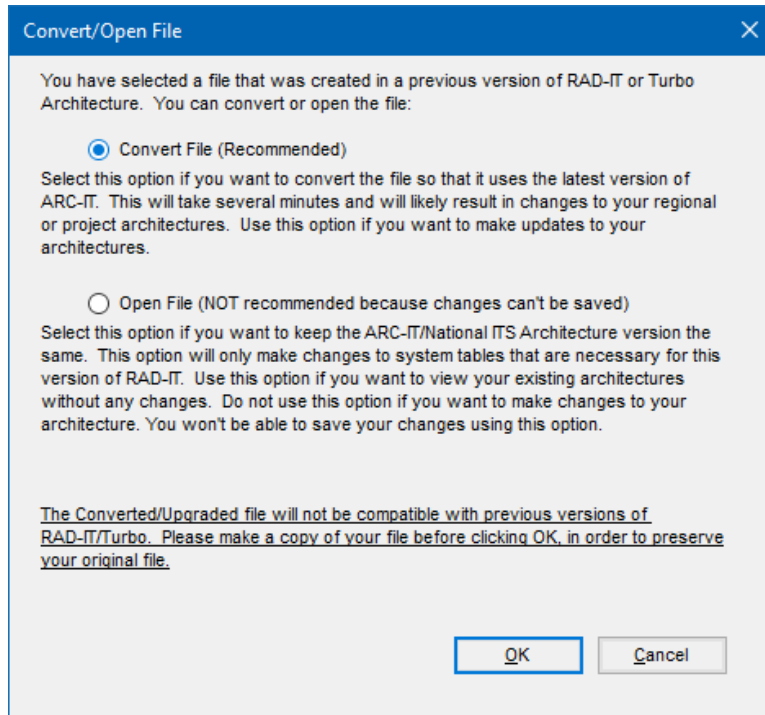 Convert/Open File
You have selected a file that was created in a previous version of RAD-IT or Turbo
Architecture.  You can convert or open the file:
Convert File (Recommended)
Select this option if you want to convert the file so that it uses the latest version of
ARC-IT.  This will take several minutes and will likely result in changes to your regional
or project architectures.  Use this option if you want to make updates to your
architectures.
Open File (NOT recommended because changes can't be saved)
Select this option if you want to keep the ARC-IT/National ITS Architecture version the
same.  This option will only make changes to system tables that are necessary for this
version of RAD-IT.  Use this option if you want to view your existing architectures
without any changes.  Do not use this option if you want to make changes to your
architecture. You won't be able to save your changes using this option.
The Converted/Upgraded file will not be compatible with previous versions of
RAD-IT/Turbo.  Please make a copy of your file before clicking OK, in order to preserve
your original file.
OK Cancel